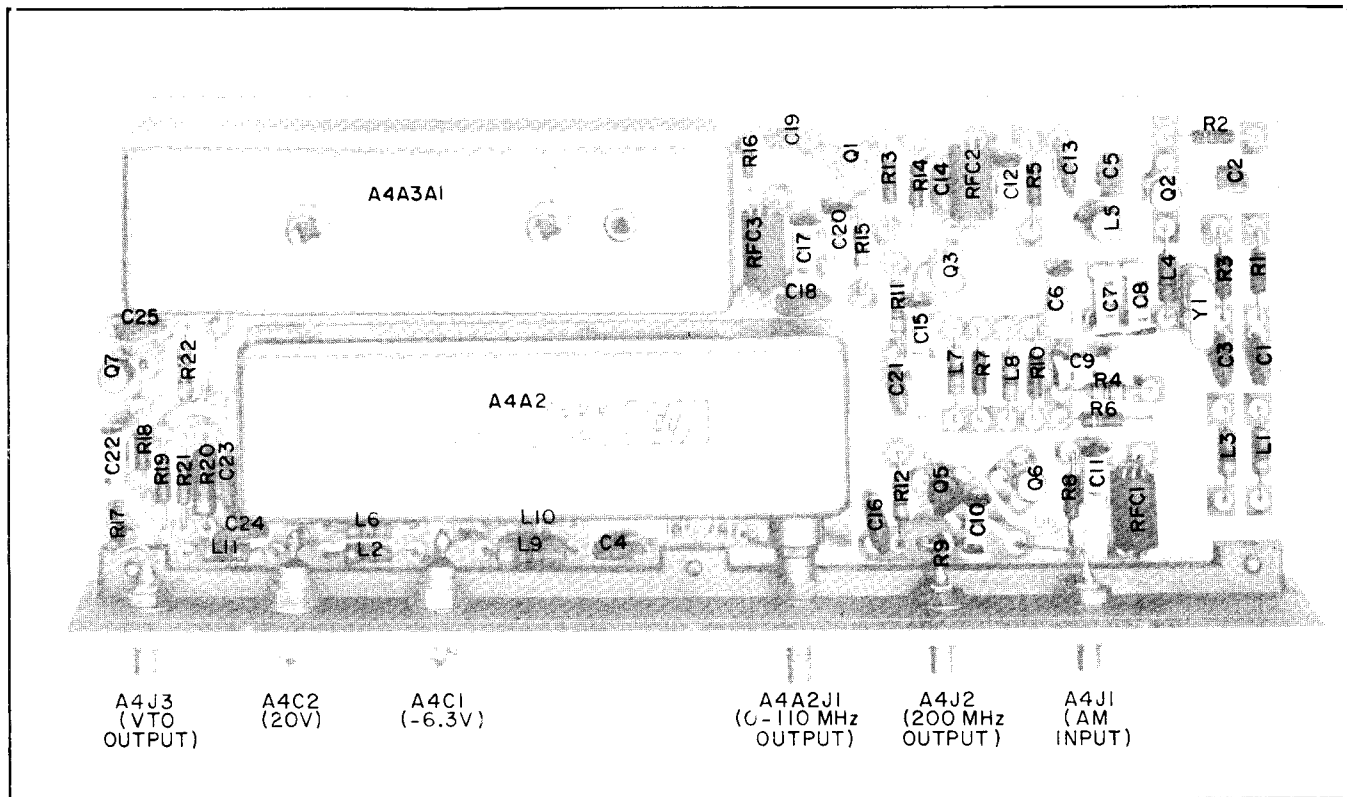 R2
C19
R16
Q1
C13
C5
C2
R13
R14
C14
RFC2
C12
R5
Q2
A4A3A1
L5
RFC3
C17
C20
R15
Q3
C6
C7
C8
L4
Y1
R3
R1
C18
R11
C15
C25
Q7
R22
A4A2
C21
L7
R7
L8
R10
C9
R4
C3
C1
R6
C22
R18
R19
R21
R20
C23
R12
Q5
Q6
R8
C11
RFC1
L3
L1
R17
C24
L6
L10
L11
L2
L9
C4
C16
C10
R9
A4J3
(VTO
OUTPUT)
A4C2
(20V)
A4C1
(-6.3V)
A4A2J1
(0-110 MHz
OUTPUT)
A4J2
(200 MHz
OUTPUT)
A4J1
(AM
INPUT)